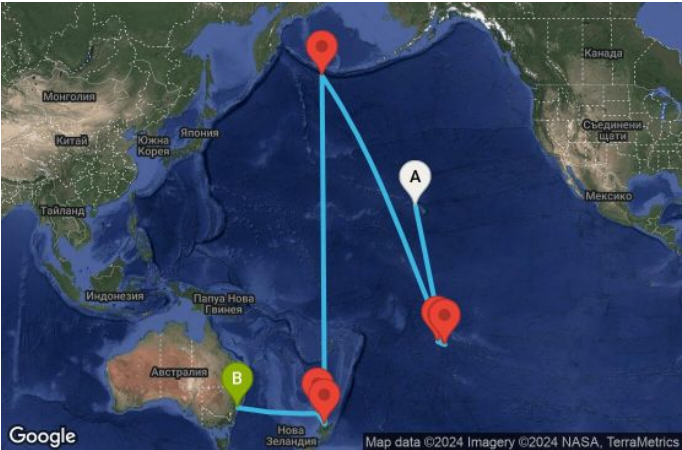 Канада
Монголия
Съединени-
щати
Китай
Южна
Корея
Япония
A
Мексико
Тайланд
Индонезия
Папуа Нова
Гвинея
Австралия
B
Нова
Зеландия
Google
Map data ©2024 Imagery ©2024 NASA, TerraMetrics